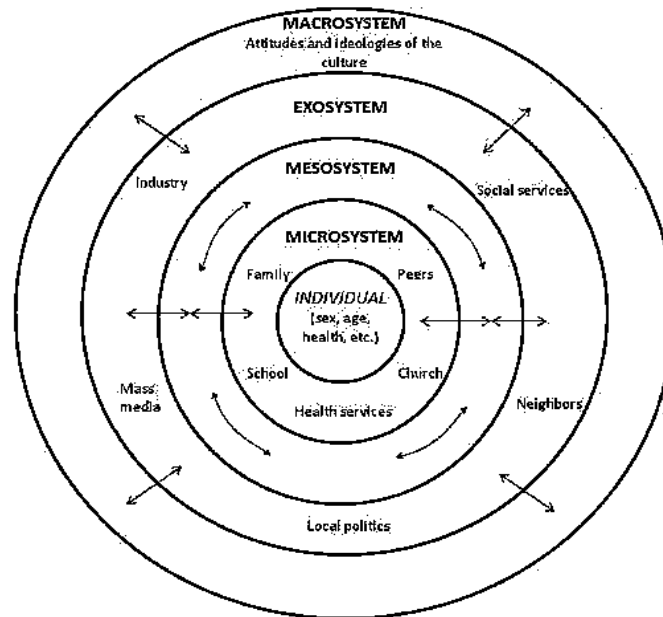 MACROSYSTEM
Attitudes and ideologies of the
culture
EXOSYSTEM
MESOSYSTEM
Industry
Social services
MICROSYSTEM
Family
Peers
INDIVIDUAL
(sex, age,
health, etc.)
School
Church
Mass
media
Health services
Neighbors
Local politics